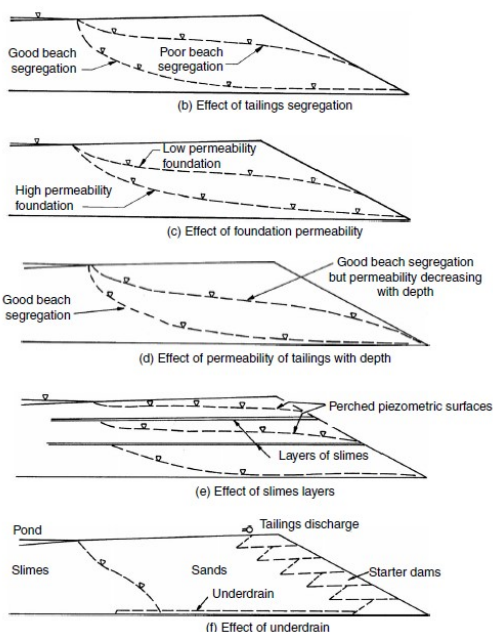 Good beach
segregation
Poor beach
segregation
(b) Effect of tailings segregation
Low permeability
foundation
High permeability
foundation
(c) Effect of foundation permeability
Good beach segregation
but permeability decreasing
with depth
Good beach
segregation
(d) Effect of permeability of tailings with depth
Perched piezometric surfaces
Layers of slimes
(e) Effect of slimes layers
Pond
Tailings discharge
Slimes
Sands
Starter dams
Underdrain
(f) Effect of underdrain